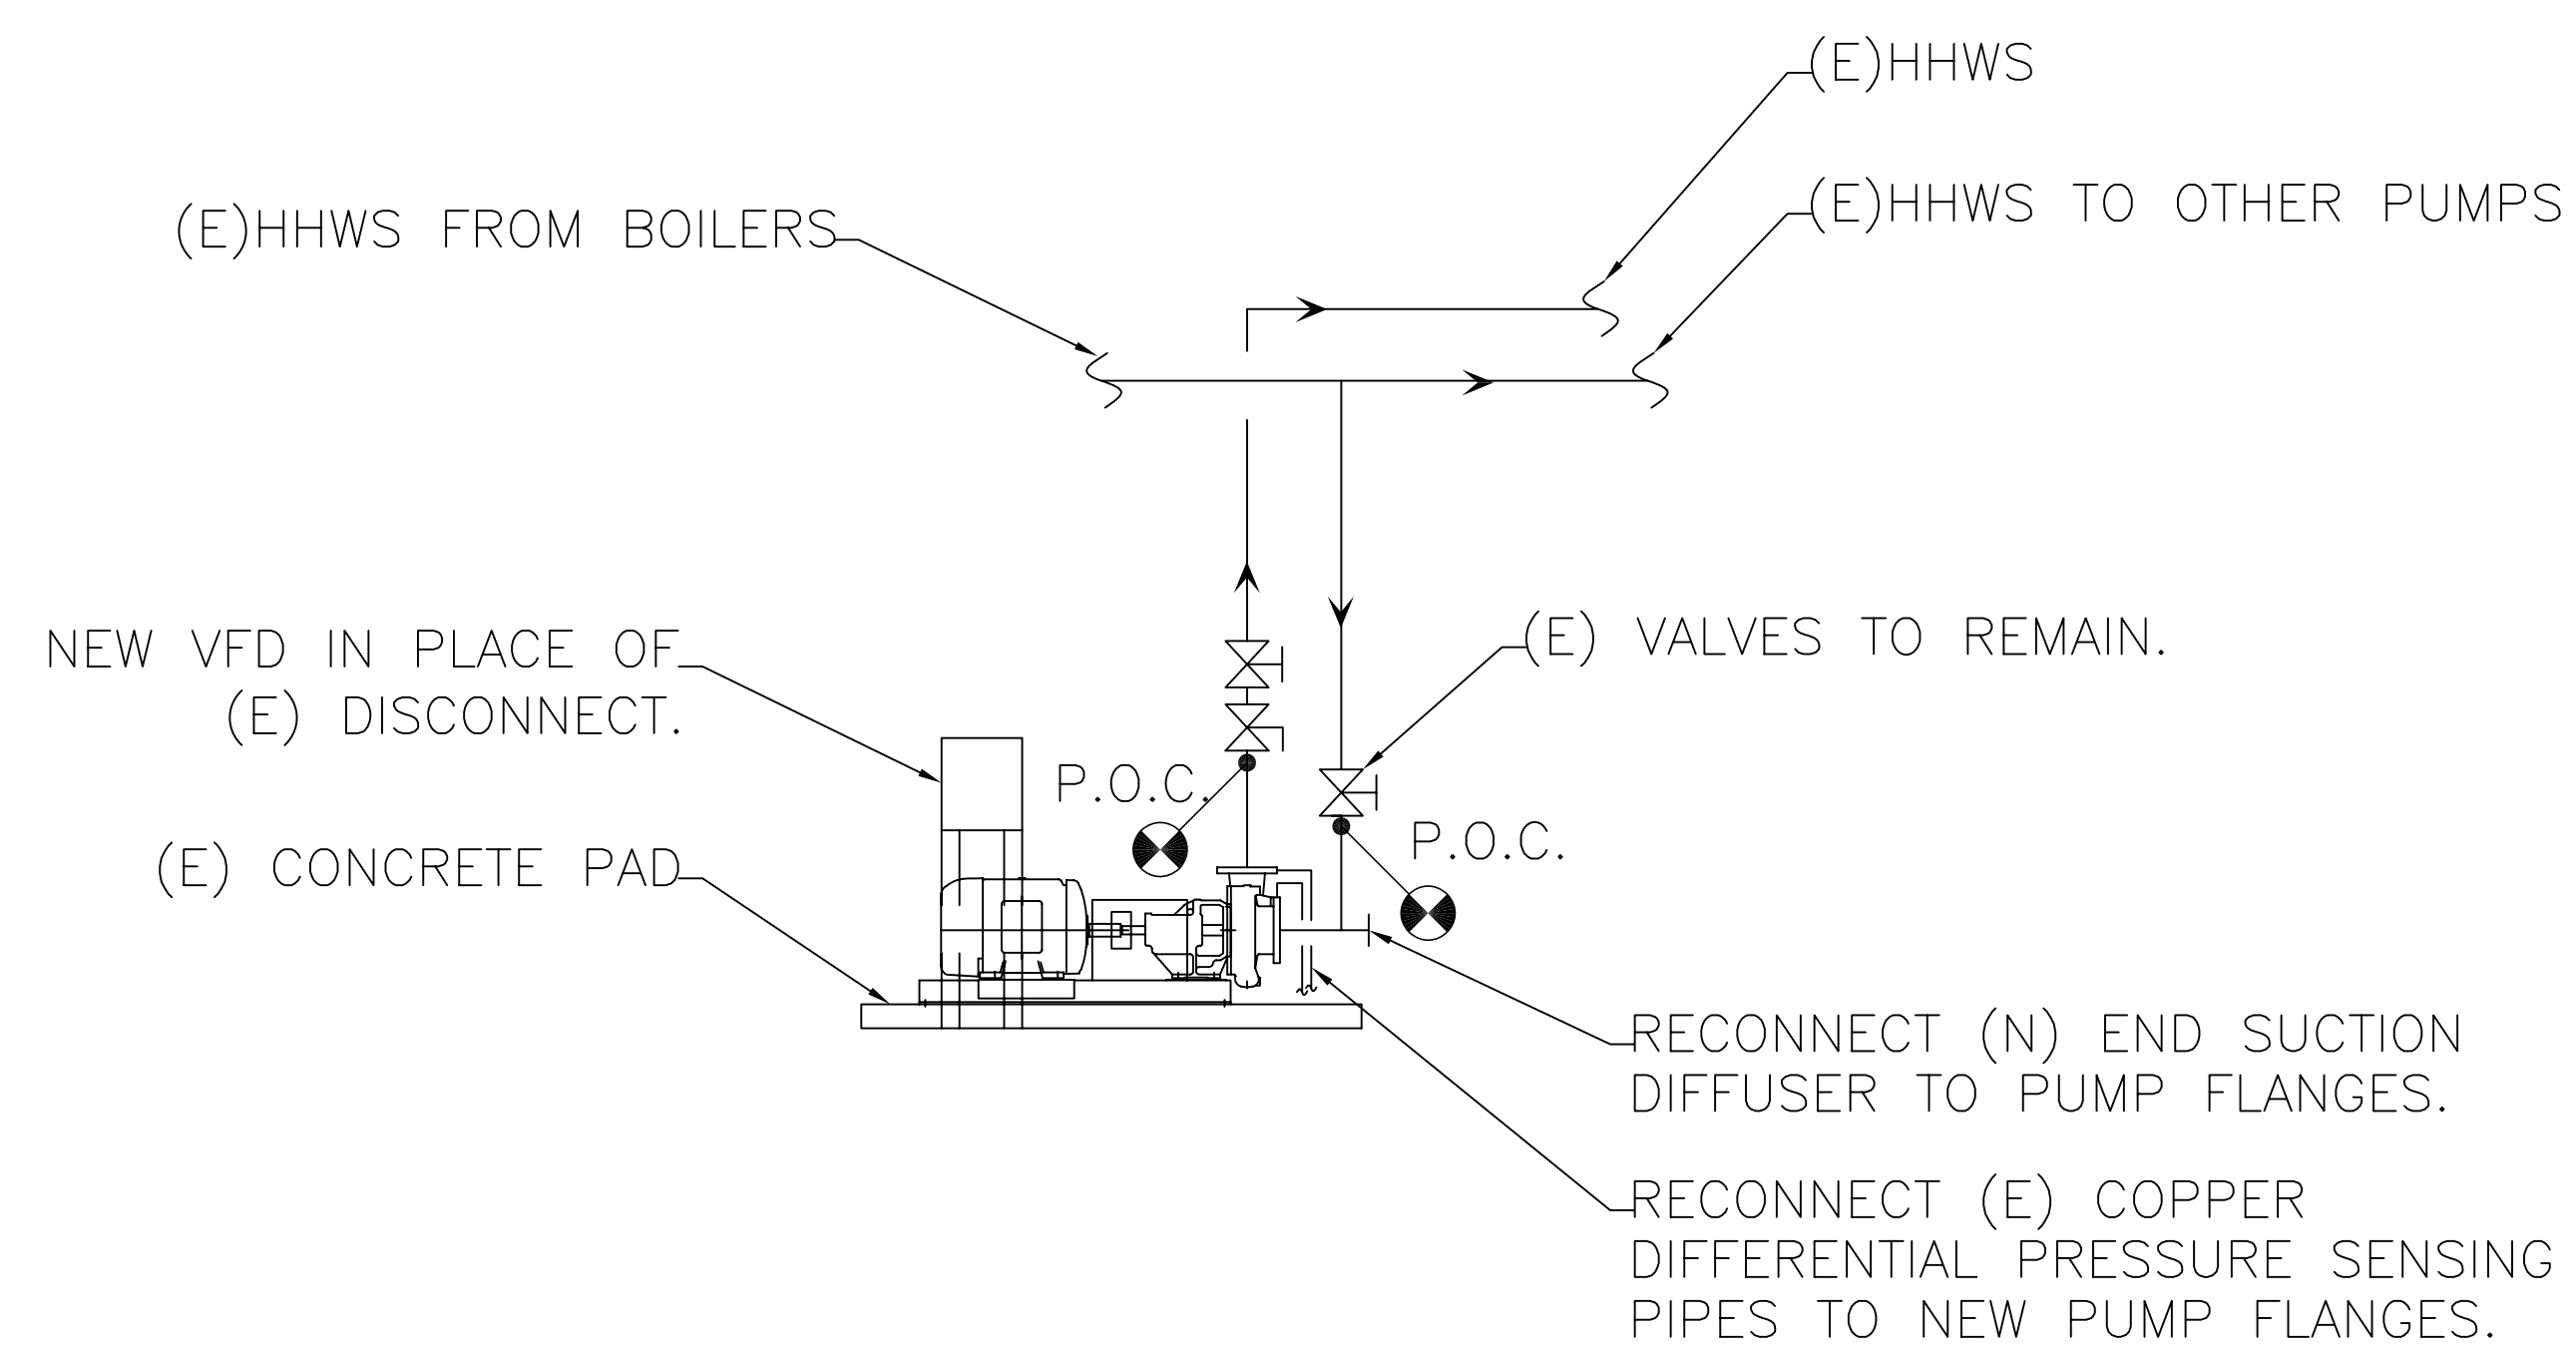 (E)HHWS
(E)HHWS TO OTHER PUMPS
(E)HHWS FROM BOILERS
NEW VFD IN PLACE OF
(E) DISCONNECT.
(E) VALVES TO REMAIN.
P.O.C.
P.O.C.
(E) CONCRETE PAD
RECONNECT (N) END SUCTION
DIFFUSER TO PUMP FLANGES.
RECONNECT (E) COPPER
DIFFERENTIAL PRESSURE SENSING
PIPES TO NEW PUMP FLANGES.